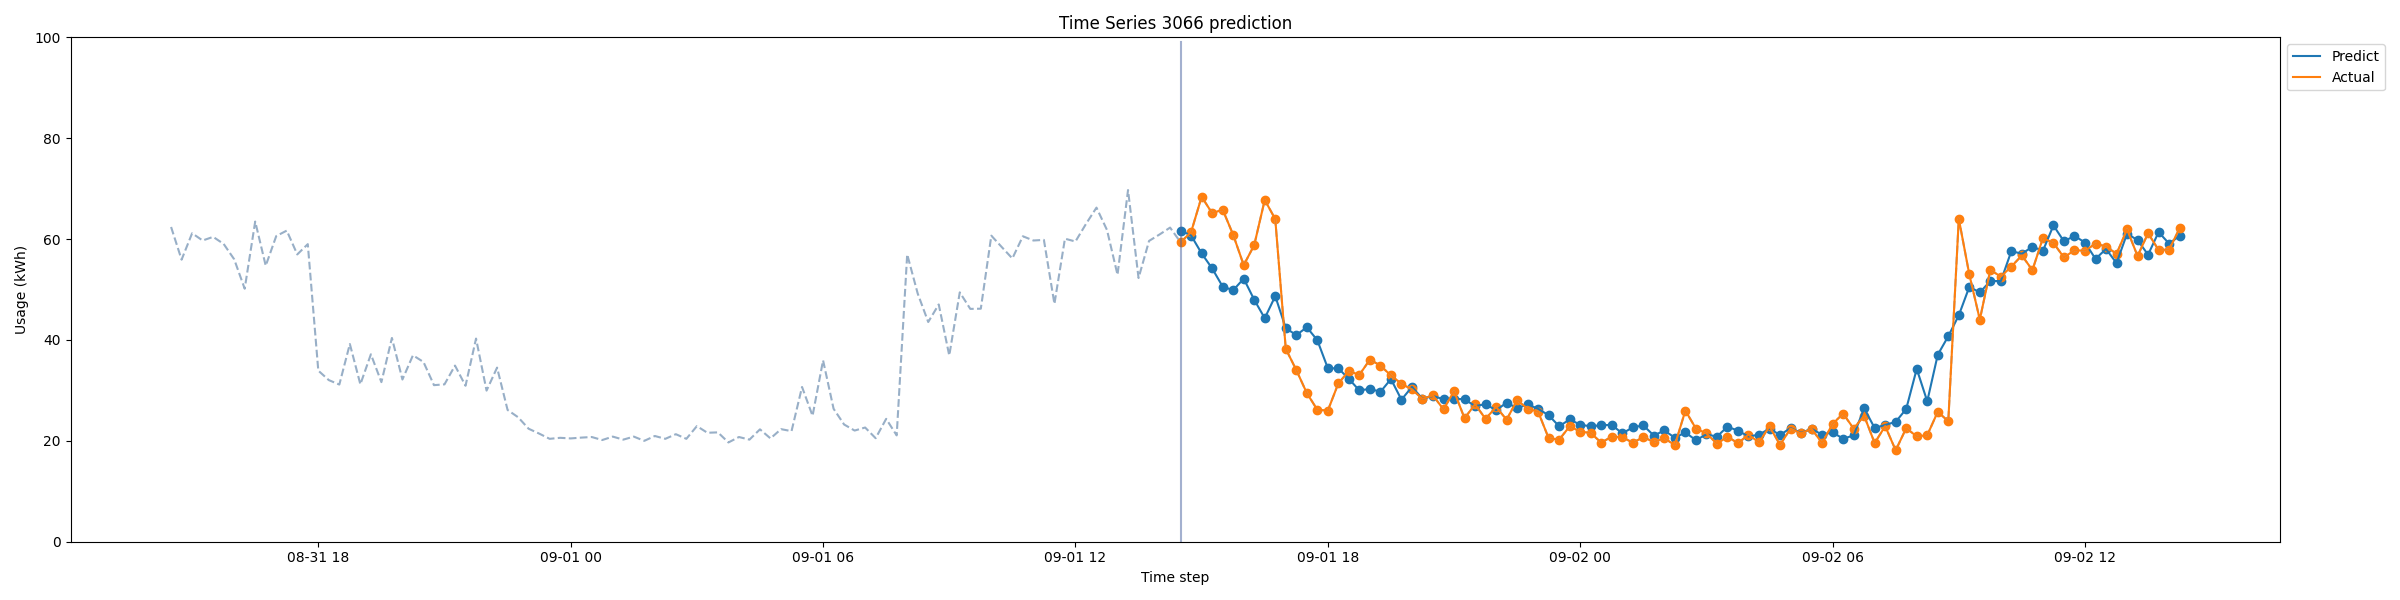 Time Series 3066 prediction
Predict
Actual
Usage (kWh)
100
80
60
40
20
0
08-31 18
09-01 00
09-01 06
09-01 12
09-01 18
09-02 00
09-02 06
09-02 12
Time step